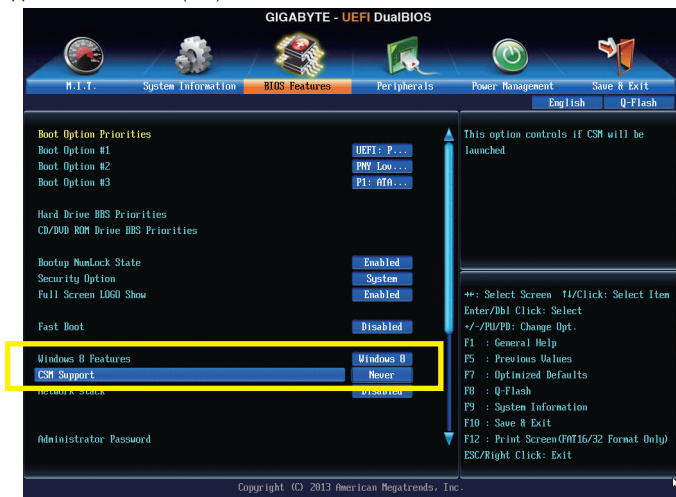 GIGABYTE - UEFI DualBIOS
M.I.T.
System Information
BIOS Features
Peripherals
Power Management
Save & Exit
English
Q-Flash
Boot Option Priorities
Boot Option #1 UEFI: P...
Boot Option #2 PNY Lov...
Boot Option #3 P1: ATA...
Hard Drive BBS Priorities
CD/DVD ROM Drive BBS Priorities
Bootup NumLock State Enabled
Security Option System
Full Screen LOGO Show Enabled
Fast Boot Disabled
Windows 8 Features Windows 8
CSM Support Never
Network stack Disabled
Administrator Password
This option controls if CSM will be
launched
→←: Select Screen ↑↓/Click: Select Item
Enter/Dbl Click: Select
+/-/PU/PD: Change Opt.
F1 : General Help
F5 : Previous Values
F7 : Optimized Defaults
F8 : Q-Flash
F9 : System Information
F10 : Save & Exit
F12 : Print Screen(FAT16/32 Format Only)
ESC/Right Click: Exit
Copyright (C) 2013 American Megatrends, Inc.